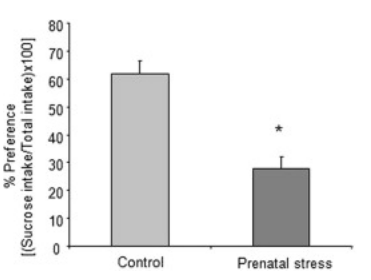 % Preference
[(Sucrose intake/Total intake)x100]
80
70
60
50
40
30
20
10
0
*
Control
Prenatal stress